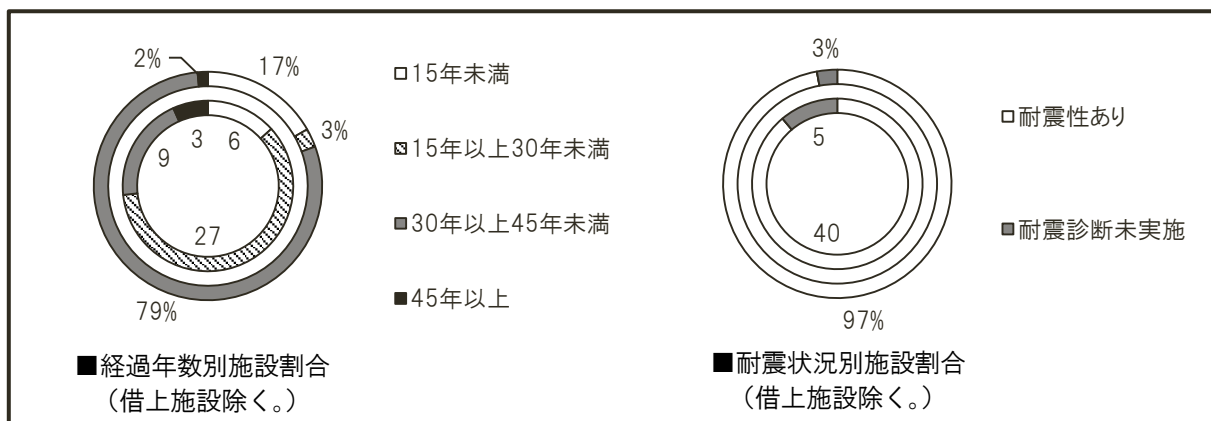 2%
17%
3%
3
6
9
27
79%
□15年未満
15年以上30年未満
■30年以上45年未満
■45年以上
■経過年数別施設割合
（借上施設除く。）
3%
5
40
97%
□耐震性あり
■耐震診断未実施
■耐震状況別施設割合
（借上施設除く。）